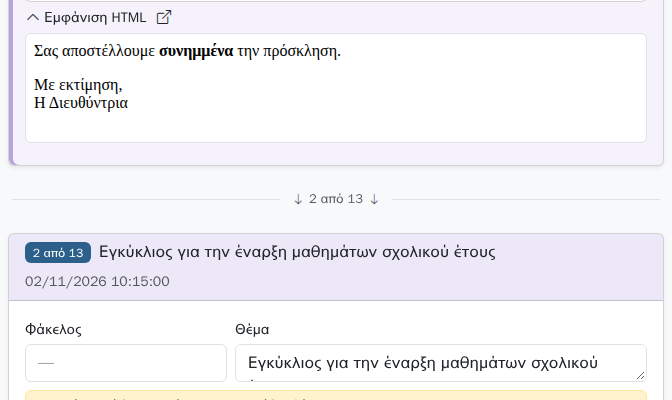 Εμφάνιση HTML
Σας αποστέλλουμε συνημμένα την πρόσκληση.
Με εκτίμηση,
Η Διευθύντρια
↓ 2 από 13 ↓
2 από 13 Εγκύκλιος για την έναρξη μαθημάτων σχολικού έτους
02/11/2026 10:15:00
Φάκελος Θέμα
— Εγκύκλιος για την έναρξη μαθημάτων σχολικού